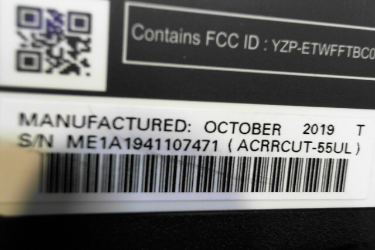 Contains FCC ID : YZP-ETWFFTBC0
MANUFACTURED: OCTOBER 2019 T
S/N ME1A1941107471 ( ACRRCUT-55UL )